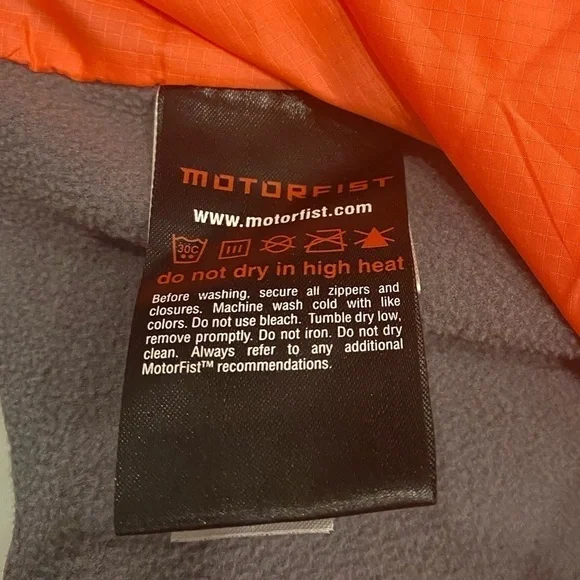 MOTORFIST
www.motorfist.com
30C
do not dry in high heat
Before washing, secure all zippers and
closures. Machine wash cold with like
colors. Do not use bleach. Tumble dry low,
remove promptly. Do not iron. Do not dry
clean. Always refer to any additional
MotorFist™ recommendations.